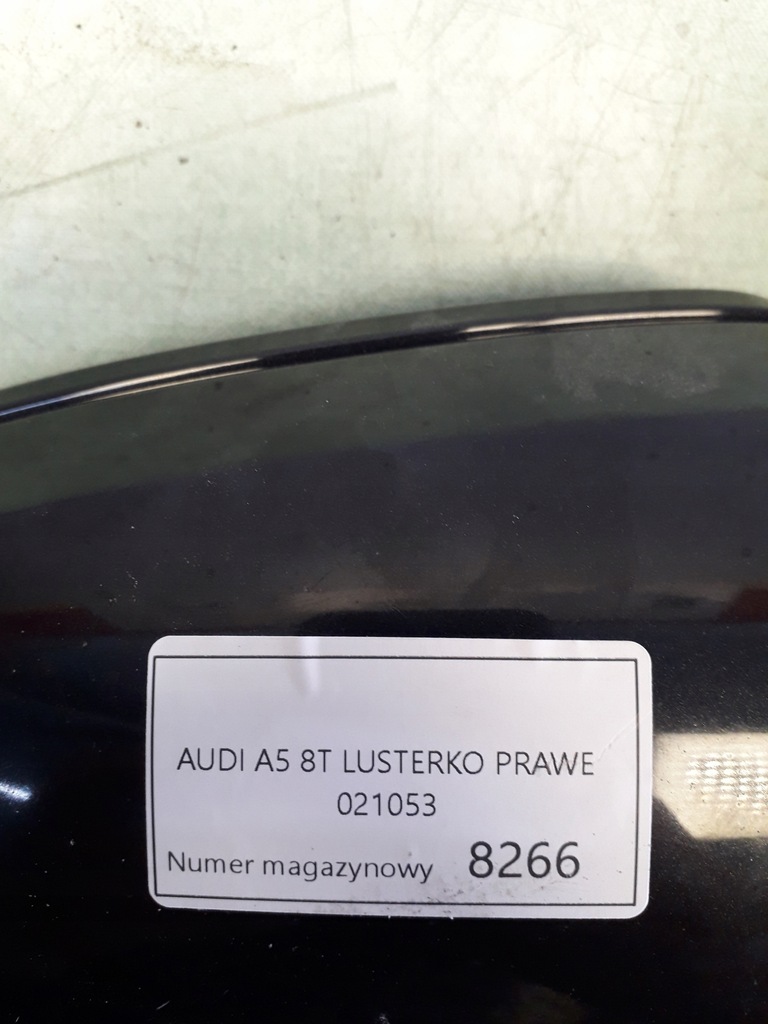 AUDI A5 8T LUSTERKO PRAWE
021053
Numer magazynowy 8266